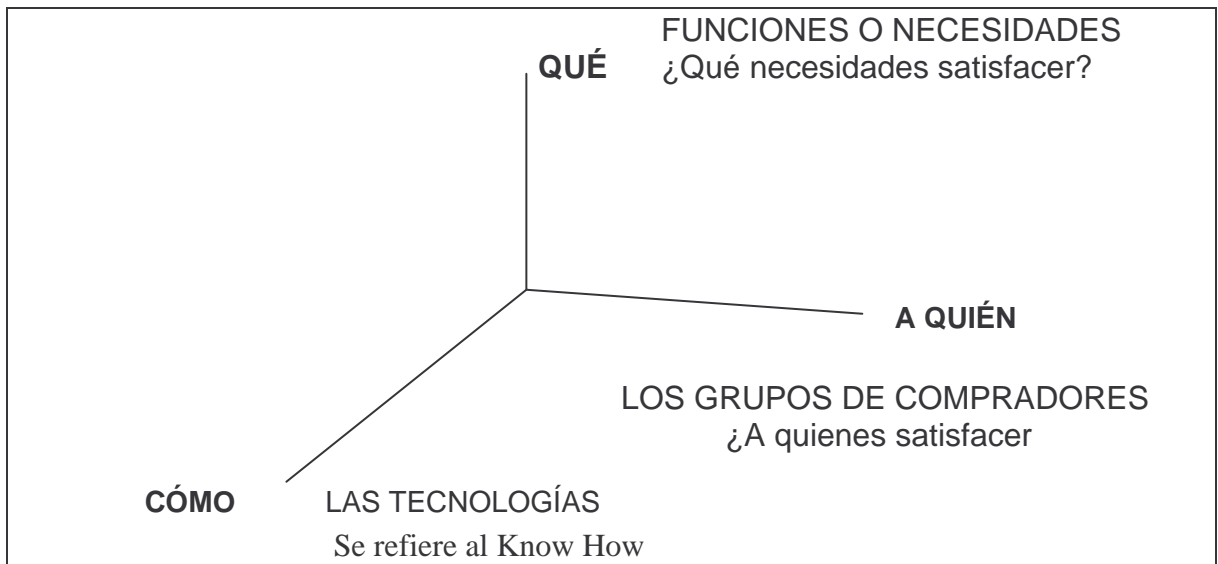 FUNCIONES O NECESIDADES
QUÉ ¿Qué necesidades satisfacer?
A QUIÉN
LOS GRUPOS DE COMPRADORES
¿A quienes satisfacer
CÓMO LAS TECNOLOGÍAS
Se refiere al Know How